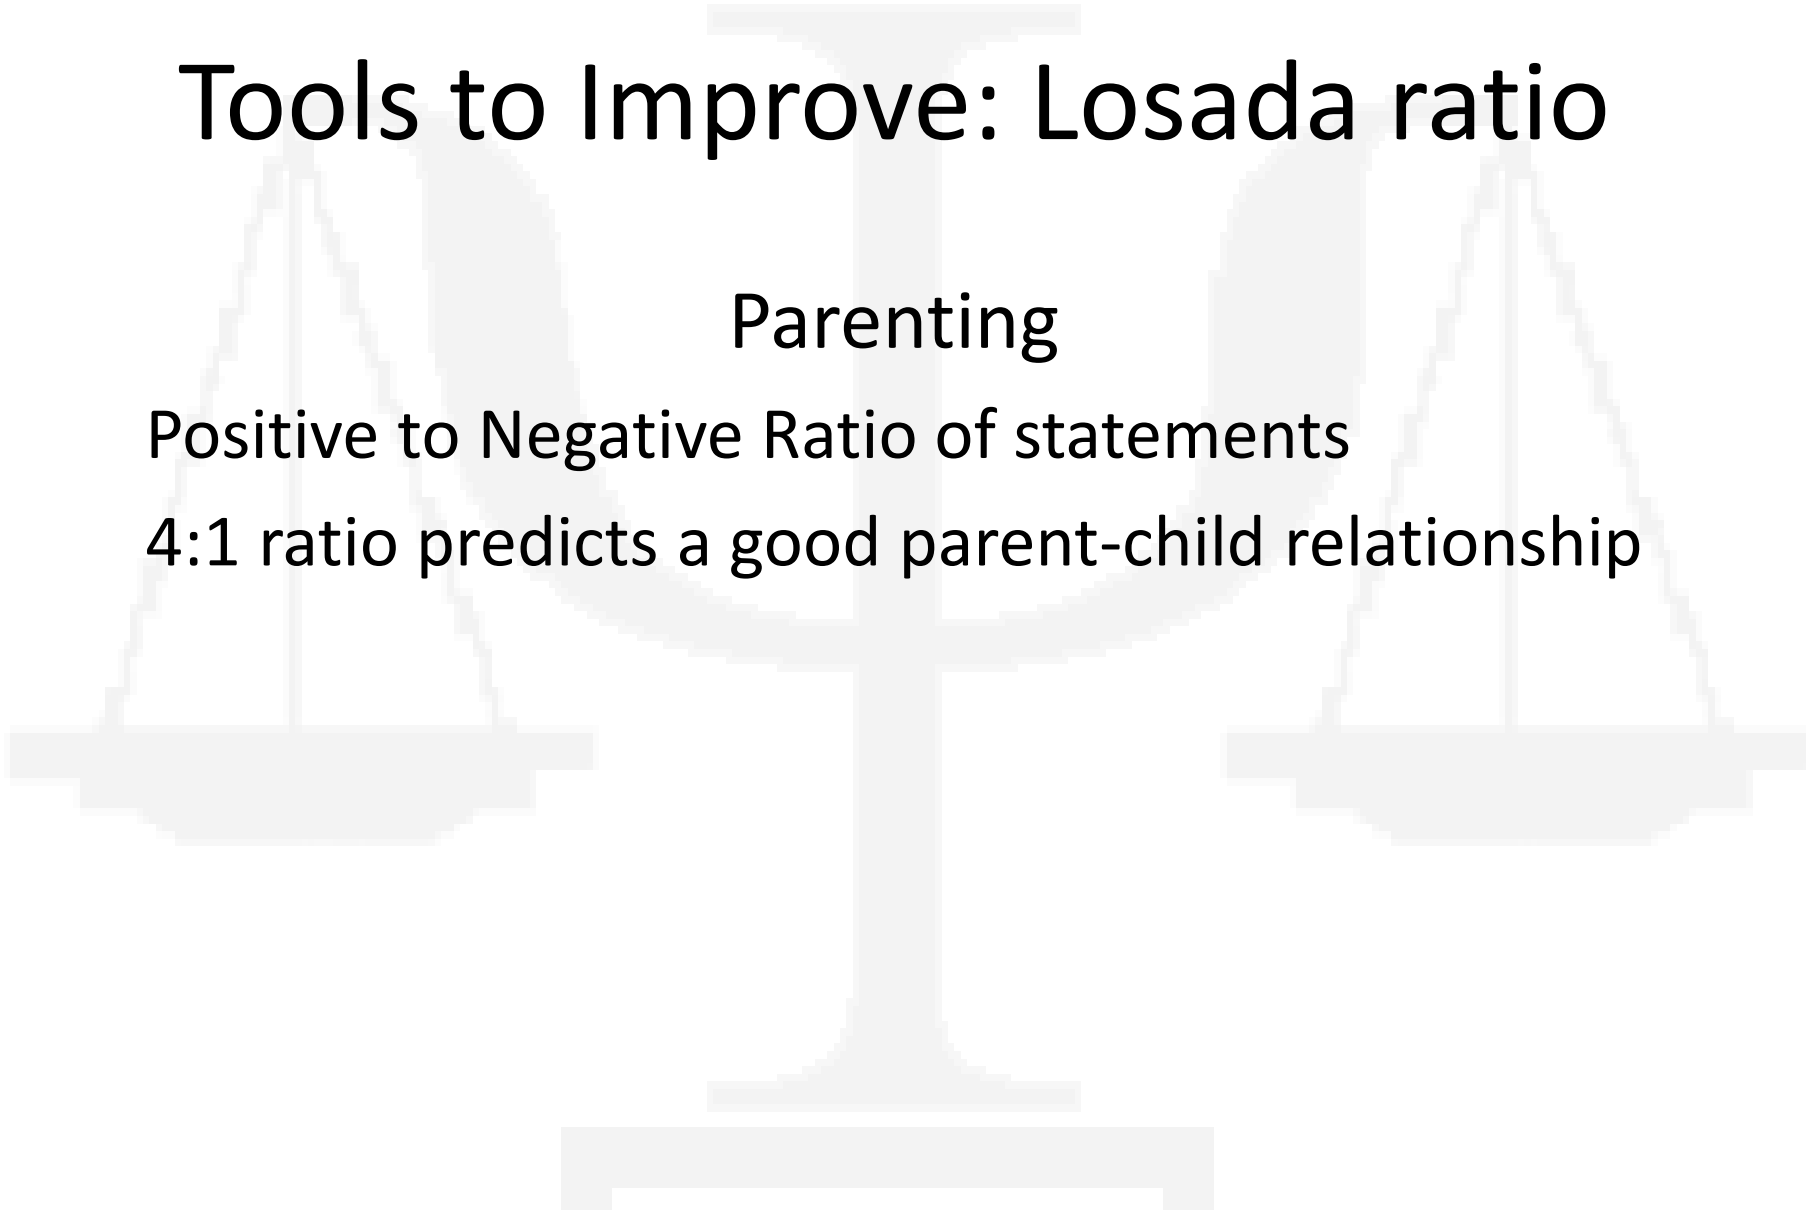 Tools to Improve: Losada ratio
Parenting
Positive to Negative Ratio of statements
4:1 ratio predicts a good parent-child relationship